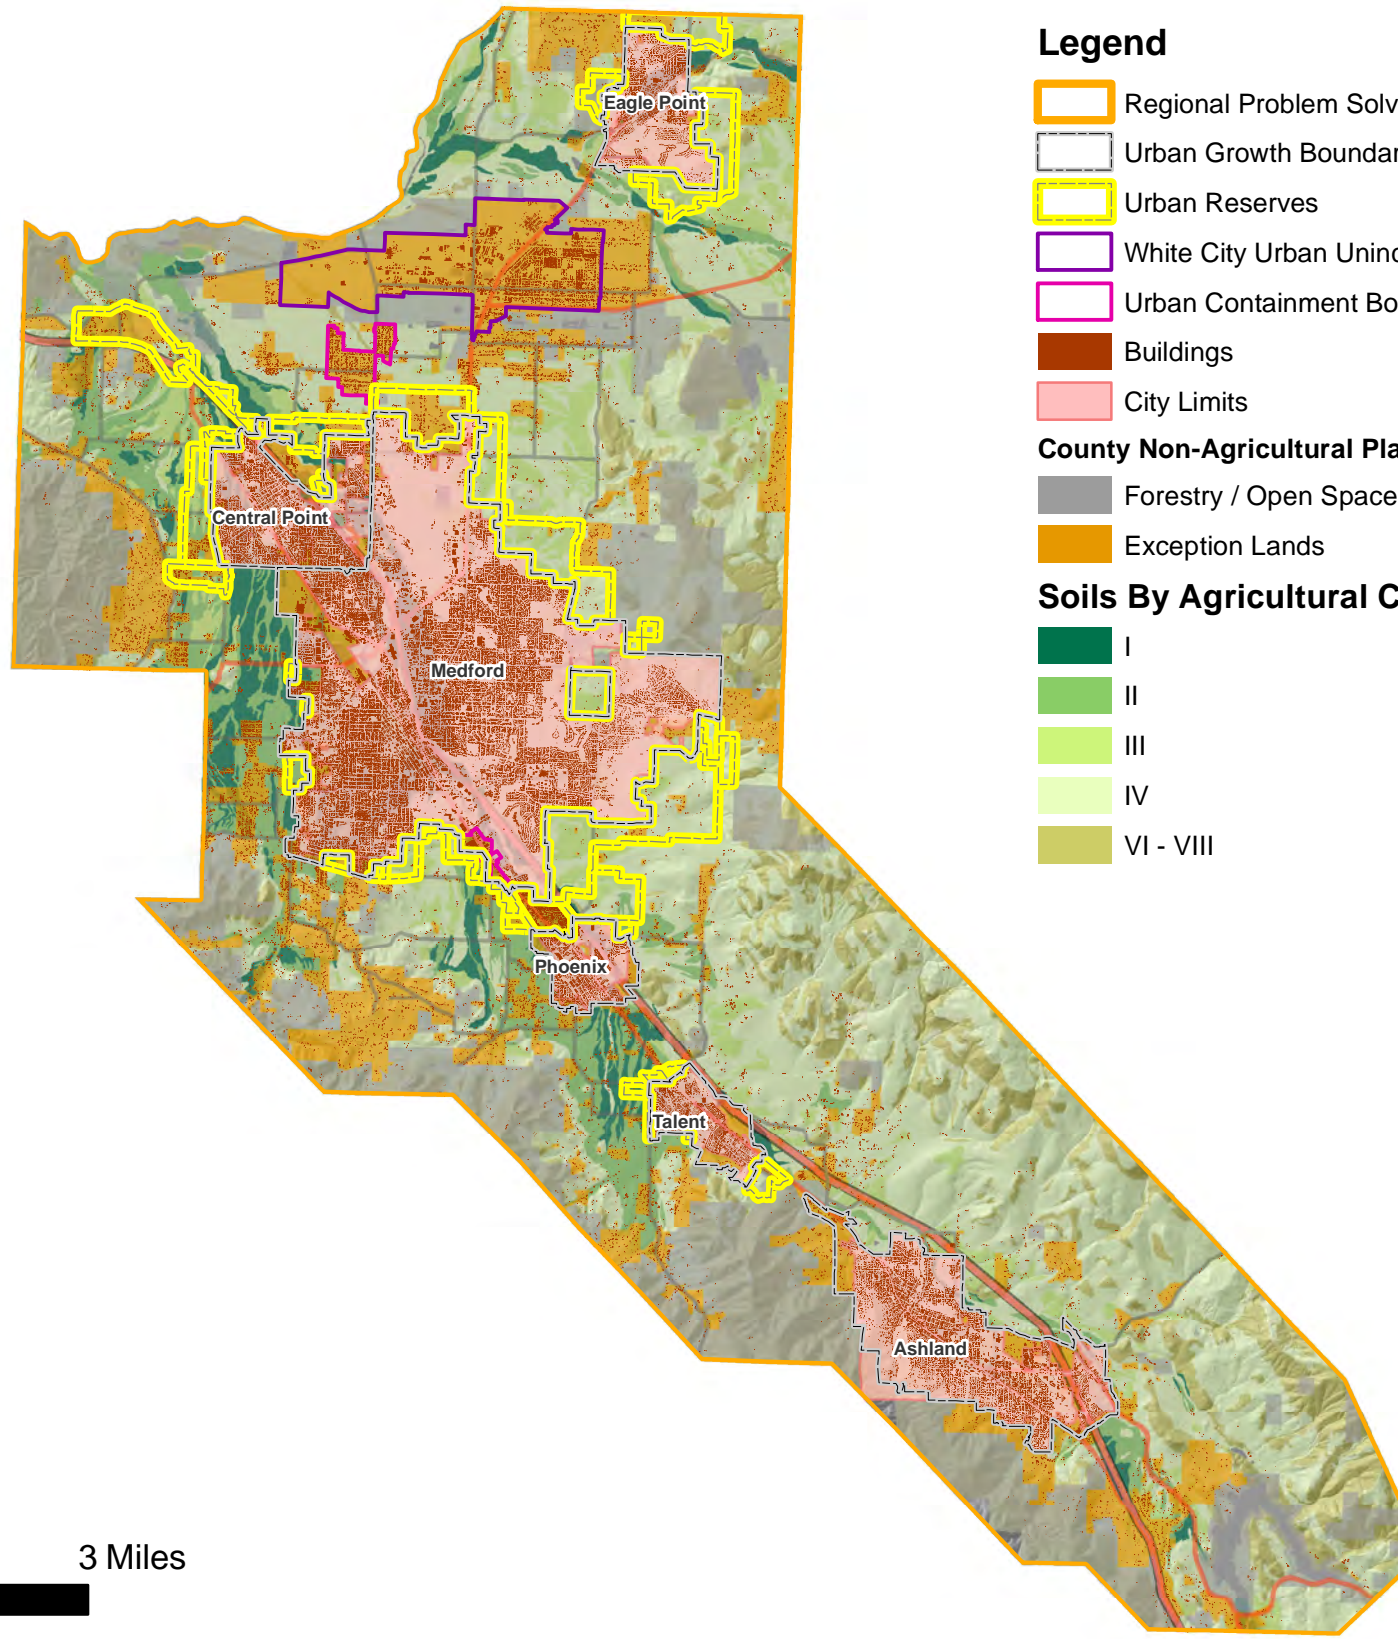 Legend
Regional Problem Solv
Urban Growth Boundar
Urban Reserves
White City Urban Uninc
Urban Containment Bo
Buildings
City Limits
County Non-Agricultural Pla
Forestry / Open Space
Exception Lands
Soils By Agricultural C
I
II
III
IV
VI - VIII
Eagle Point
Central Point
Medford
Phoenix
Talent
Ashland
3 Miles